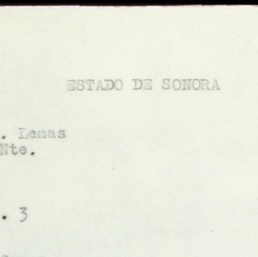 ESTADO DE SONORA
. Lemas
Nte.
. 3